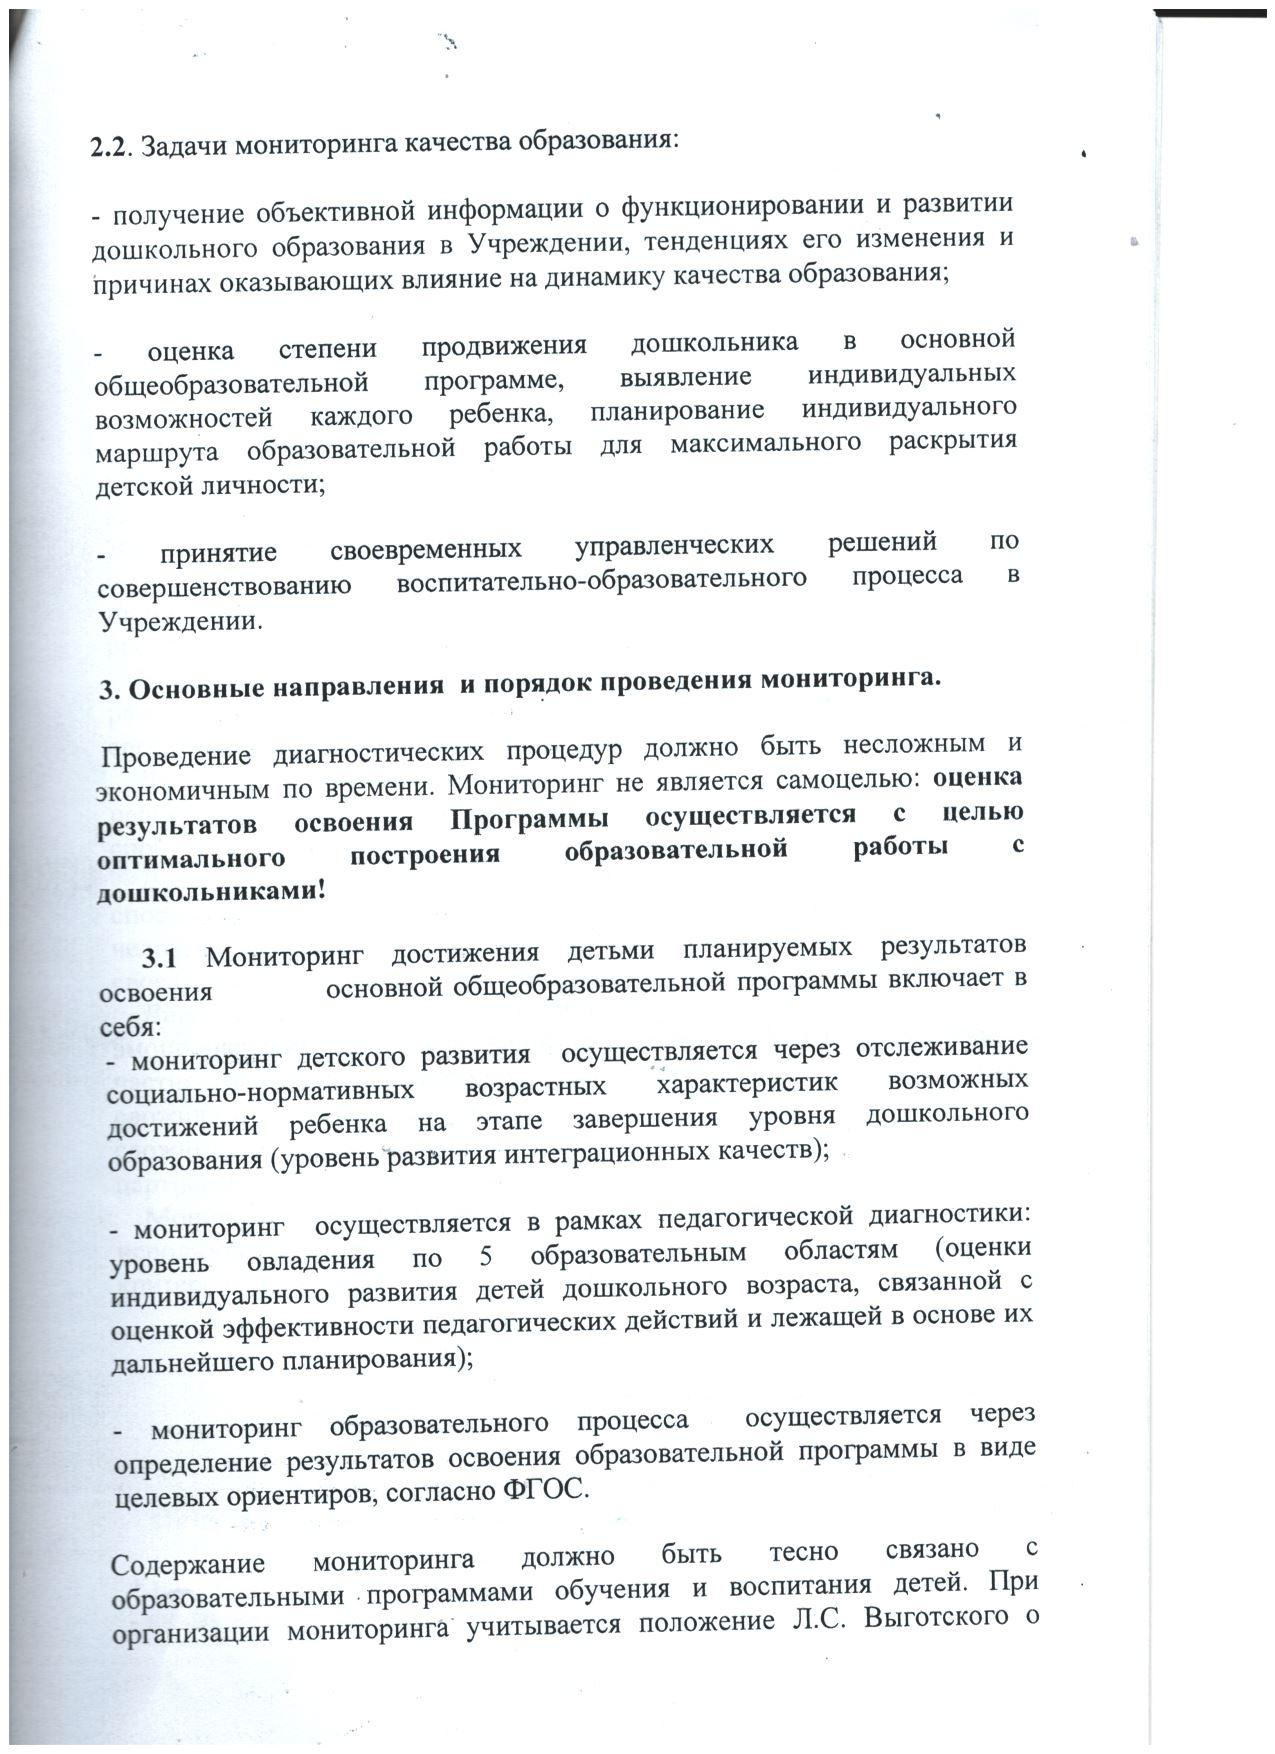 2.2. Задачи мониторинга качества образования:
- получение объективной информации о функционировании и развитии
дошкольного образования в Учреждении, тенденциях его изменения и
причинах оказывающих влияние на динамику качества образования;
- оценка степени продвижения дошкольника в основной
общеобразовательной программе, выявление индивидуальных
возможностей каждого ребенка, планирование индивидуального
маршрута образовательной работы для максимального раскрытия
детской личности;
- принятие своевременных управленческих решений по
совершенствованию воспитательно-образовательного процесса в
Учреждении.
3. Основные направления и порядок проведения мониторинга.
Проведение диагностических процедур должно быть несложным и
экономичным по времени. Мониторинг не является самоцелью: оценка
результатов освоения Программы осуществляется с целью
оптимального построения образовательной работы с
дошкольниками!
3.1 Мониторинг достижения детьми планируемых результатов
освоения основной общеобразовательной программы включает в
себя:
- мониторинг детского развития осуществляется через отслеживание
социально-нормативных возрастных характеристик возможных
достижений ребенка на этапе завершения уровня дошкольного
образования (уровень развития интеграционных качеств);
- мониторинг осуществляется в рамках педагогической диагностики:
уровень овладения по 5 образовательным областям (оценки
индивидуального развития детей дошкольного возраста, связанной с
оценкой эффективности педагогических действий и лежащей в основе их
дальнейшего планирования);
- мониторинг образовательного процесса осуществляется через
определение результатов освоения образовательной программы в виде
целевых ориентиров, согласно ФГОС.
Содержание мониторинга должно быть тесно связано с
образовательными программами обучения и воспитания детей. При
организации мониторинга учитывается положение Л.С. Выготского о